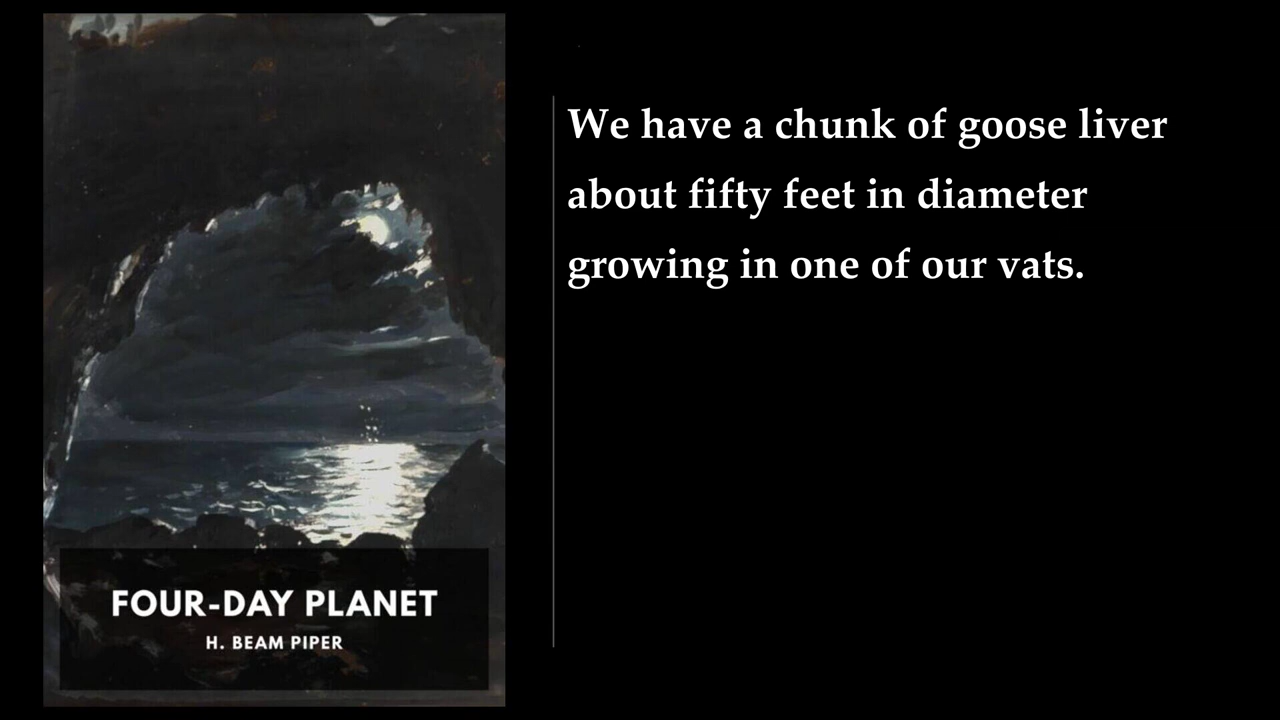 We have a chunk of goose liver
about fifty feet in diameter
growing in one of our vats.
FOUR-DAY PLANET
H. BEAM PIPER